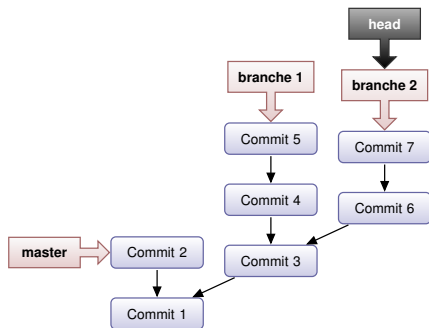 head
branche 1
branche 2
Commit 5
Commit 7
Commit 4
Commit 6
master
Commit 2
Commit 3
Commit 1